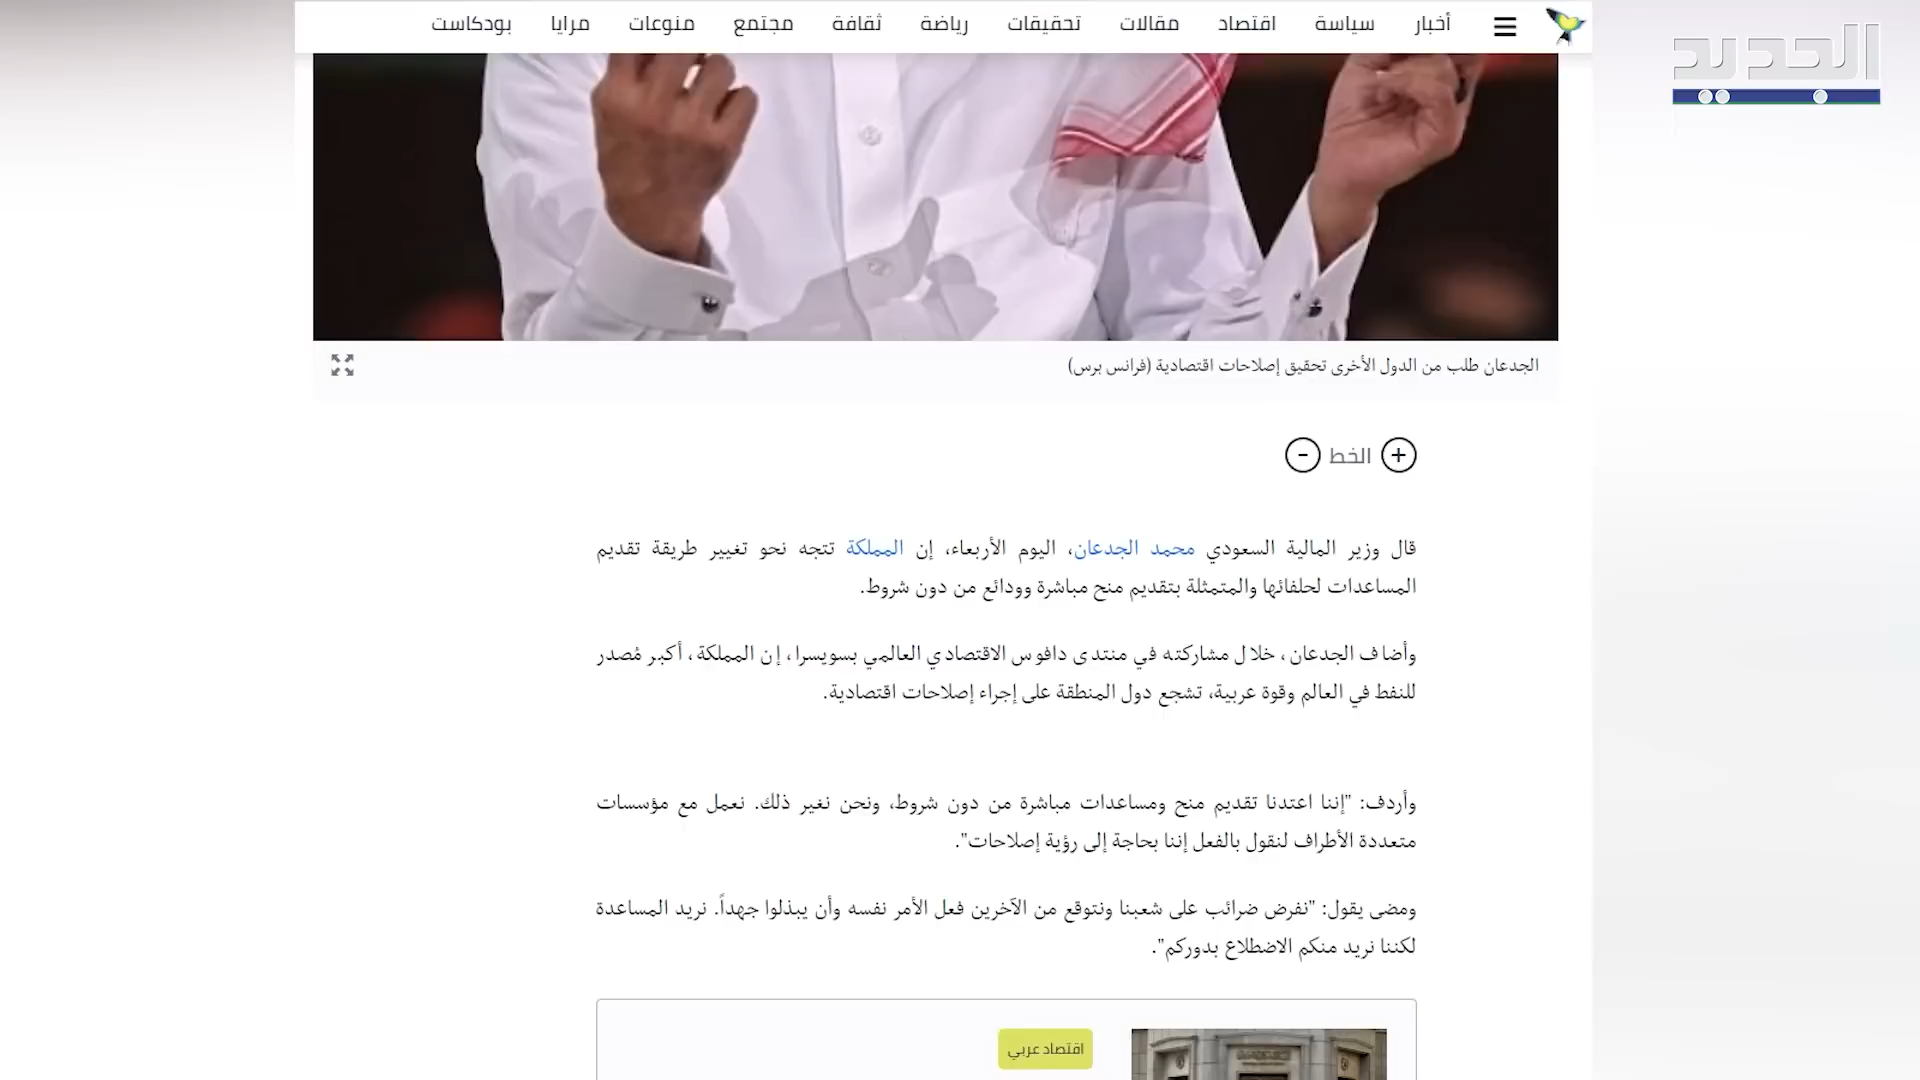 أخبار سياسة اقتصاد مقالات تحقيقات رياضة ثقافة مجتمع منوعات مرايا بودكاست
الجديد
الجدعان طلب من الدول الأخرى تحقيق إصلاحات اقتصادية (فرانس برس)
+ الخط -
قال وزير المالية السعودي محمد الجدعان، اليوم الأربعاء، إن المملكة تتجه نحو تغيير طريقة تقديم
المساعدات لحلفائها والمتمثلة بتقديم منح مباشرة وودائع من دون شروط.
وأضاف الجدعان، خلال مشاركته في منتدى دافوس الاقتصادي العالمي بسويسرا، إن المملكة، أكبر مُصدر
للنفط في العالم وقوة عربية، تشجع دول المنطقة على إجراء إصلاحات اقتصادية.
وأردف: "إننا اعتدنا تقديم منح ومساعدات مباشرة من دون شروط، ونحن نغير ذلك. نعمل مع مؤسسات
متعددة الأطراف لنقول بالفعل إننا بحاجة إلى رؤية إصلاحات".
ومضى يقول: "نفرض ضرائب على شعبنا ونتوقع من الآخرين فعل الأمر نفسه وأن يبذلوا جهداً. نريد المساعدة
لكننا نريد منكم الاضطلاع بدوركم".
اقتصاد عربي